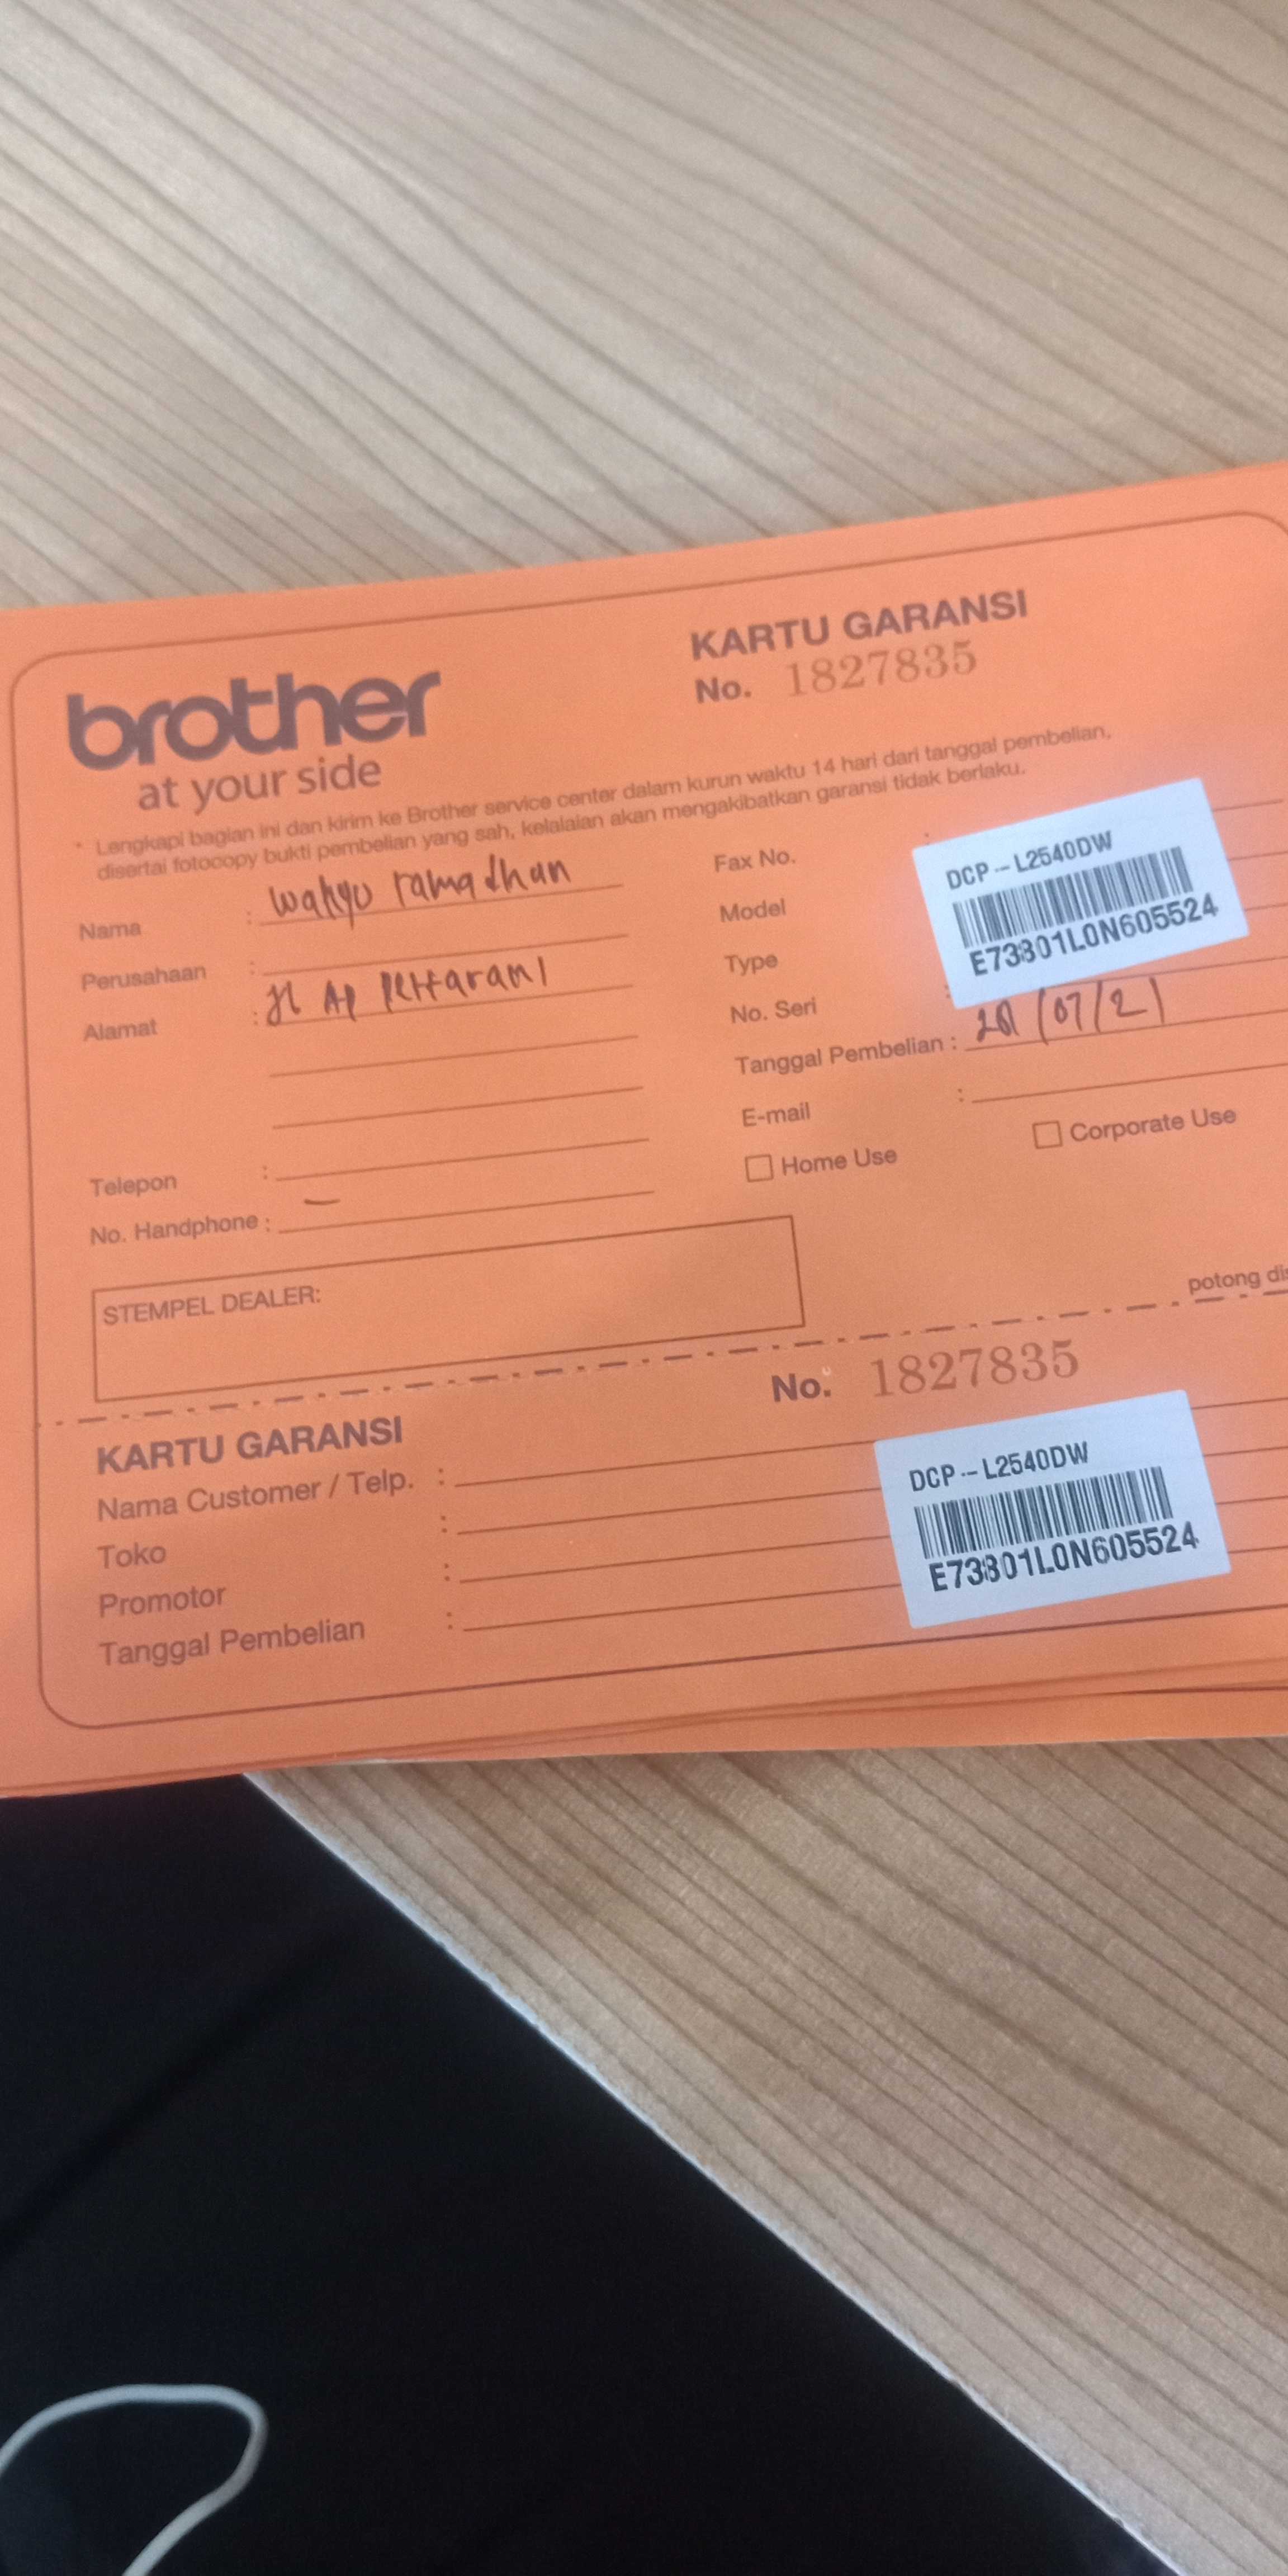 brother
at your side
KARTU GARANSI
No. 1827835
* Lengkapi bagian ini dan kirim ke Brother service center dalam kurun waktu 14 hari dari tanggal pembelian,
disertai fotocopy bukti pembelian yang sah, kelalaian akan mengakibatkan garansi tidak berlaku.
Nama : wahyu ramadhan
Perusahaan :
Alamat : Jl AP Pettarani
Telepon :
No. Handphone : –
Fax No. :
Model
Type
No. Seri :
DCP -- L2540DW
E73801L0N605524
Tanggal Pembelian : /07/21
E-mail :
Home Use
Corporate Use
STEMPEL DEALER:
potong dis
KARTU GARANSI
No. 1827835
Nama Customer / Telp. :
Toko :
Promotor :
Tanggal Pembelian :
DCP -- L2540DW
E73801L0N605524